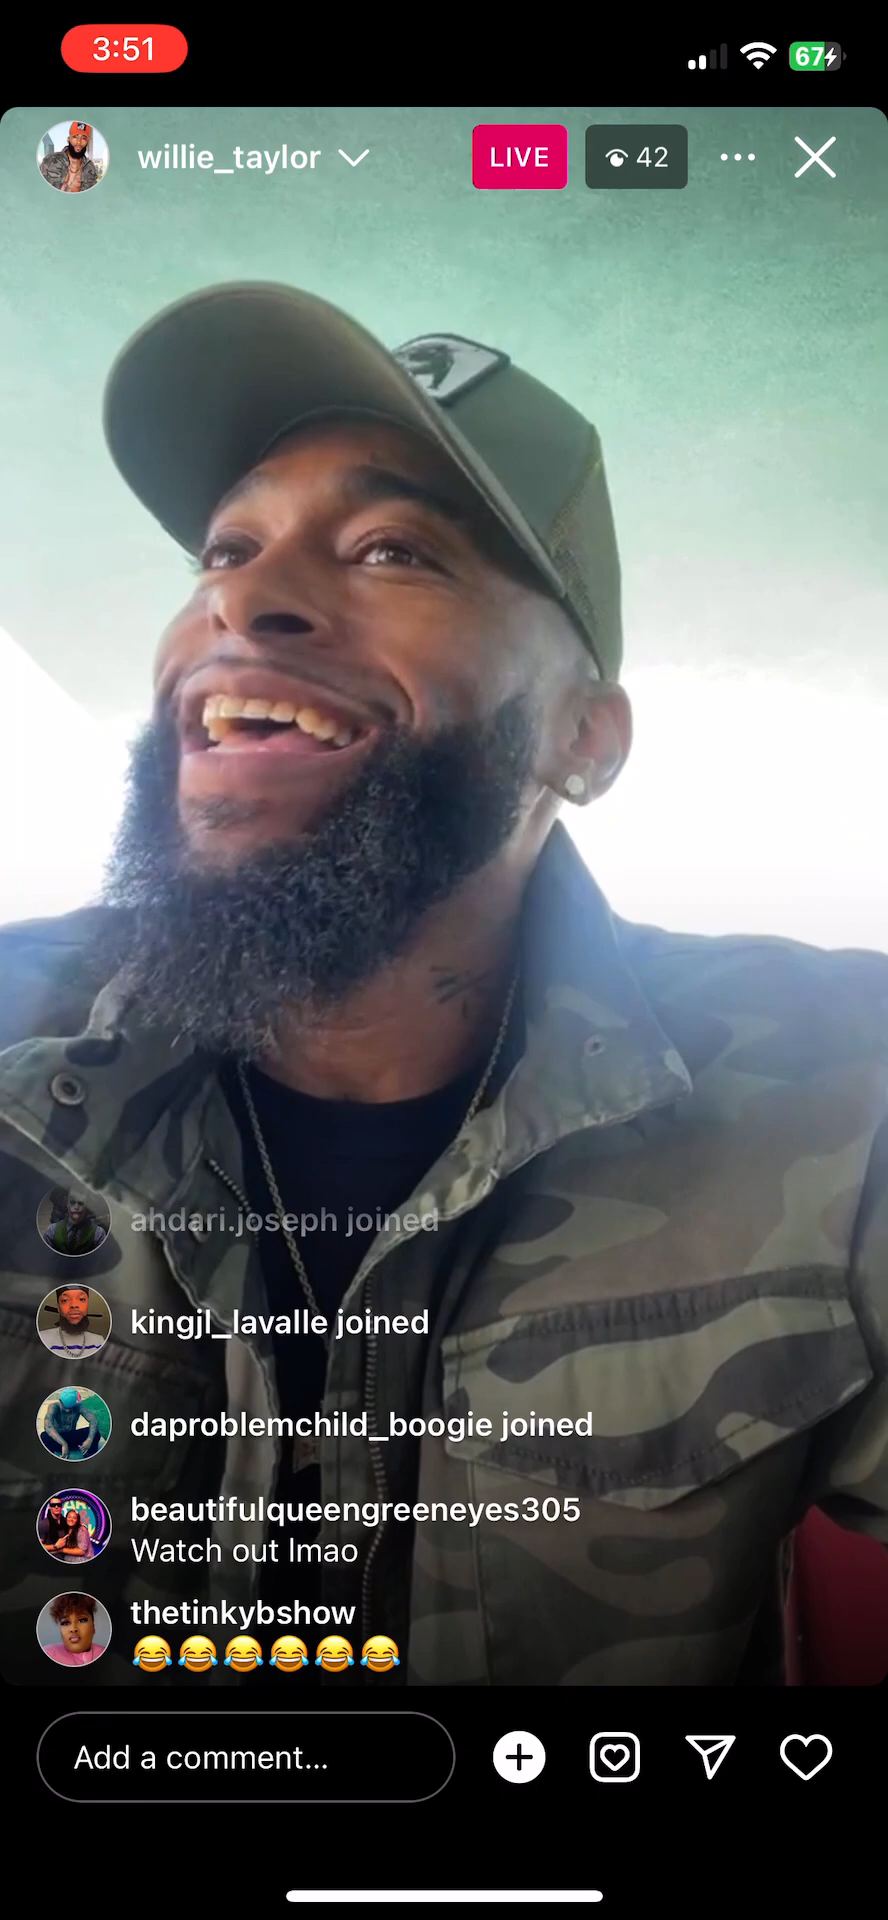 3:51
67
willie_taylor
LIVE
42
ahdari.joseph joined
kingjl_lavalle joined
daproblemchild_boogie joined
beautifulqueengreeneyes305
Watch out lmao
thetinkybshow
😂😂😂😂😂😂
Add a comment...